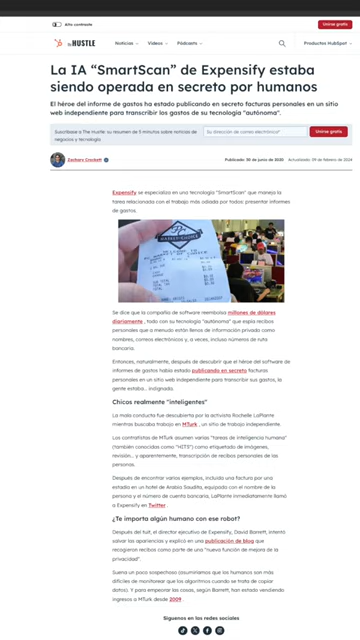 Alto contraste
Unirse gratis
THE HUSTLE
Noticias
Videos
Pódcasts
Productos HubSpot
La IA “SmartScan” de Expensify estaba
siendo operada en secreto por humanos
El héroe del informe de gastos ha estado publicando en secreto facturas personales en un sitio
web independiente para transcribir los gastos de su tecnología "autónoma".
Suscríbase a The Hustle: su resumen de 5 minutos sobre noticias de
negocios y tecnología.
Su dirección de correo electrónico*
Unirse gratis
Zachary Crockett
Publicado: 30 de junio de 2020
Actualizado: 09 de febrero de 2024
Expensify se especializa en una tecnología "SmartScan" que maneja la
tarea relacionada con el trabajo más odiada por todos: presentar informes
de gastos.
Se dice que la compañía de software reembolsa millones de dólares
diariamente , todo con su tecnología "autónoma" que espía recibos
personales que a menudo están llenos de información privada como
nombres, correos electrónicos y, a veces, incluso números de ruta
bancaria.
Entonces, naturalmente, después de descubrir que el héroe del software de
informes de gastos había estado publicando en secreto facturas
personales en un sitio web independiente para transcribir sus gastos, la
gente estaba... indignada.
Chicos realmente "inteligentes"
La mala conducta fue descubierta por la activista Rochelle LaPlante
mientras buscaba trabajo en MTurk , un sitio de trabajo independiente.
Los contratistas de MTurk asumen varias "tareas de inteligencia humana"
(también conocidas como "HITS") como etiquetado de imágenes,
revisión... y aparentemente, transcripción de recibos personales de las
personas.
Después de encontrar varios ejemplos, incluida una factura por una
estadía en un hotel de Arabia Saudita, equipada con el nombre de la
persona y el número de cuenta bancaria, LaPlante inmediatamente llamó
a Expensify en Twitter .
¿Te importa algún humano con ese robot?
Después del tuit, el director ejecutivo de Expensify, David Barrett, intentó
salvar las apariencias y explicó en una publicación de blog que
recogieron recibos como parte de una "nueva función de mejora de la
privacidad".
Suena un poco sospechoso (asumíamos que los humanos son más
difíciles de monitorear que los algoritmos cuando se trata de copiar
datos). Y para empeorar las cosas, según Barrett, han estado vendiendo
ingresos a MTurk desde 2009 .
Síguenos en las redes sociales